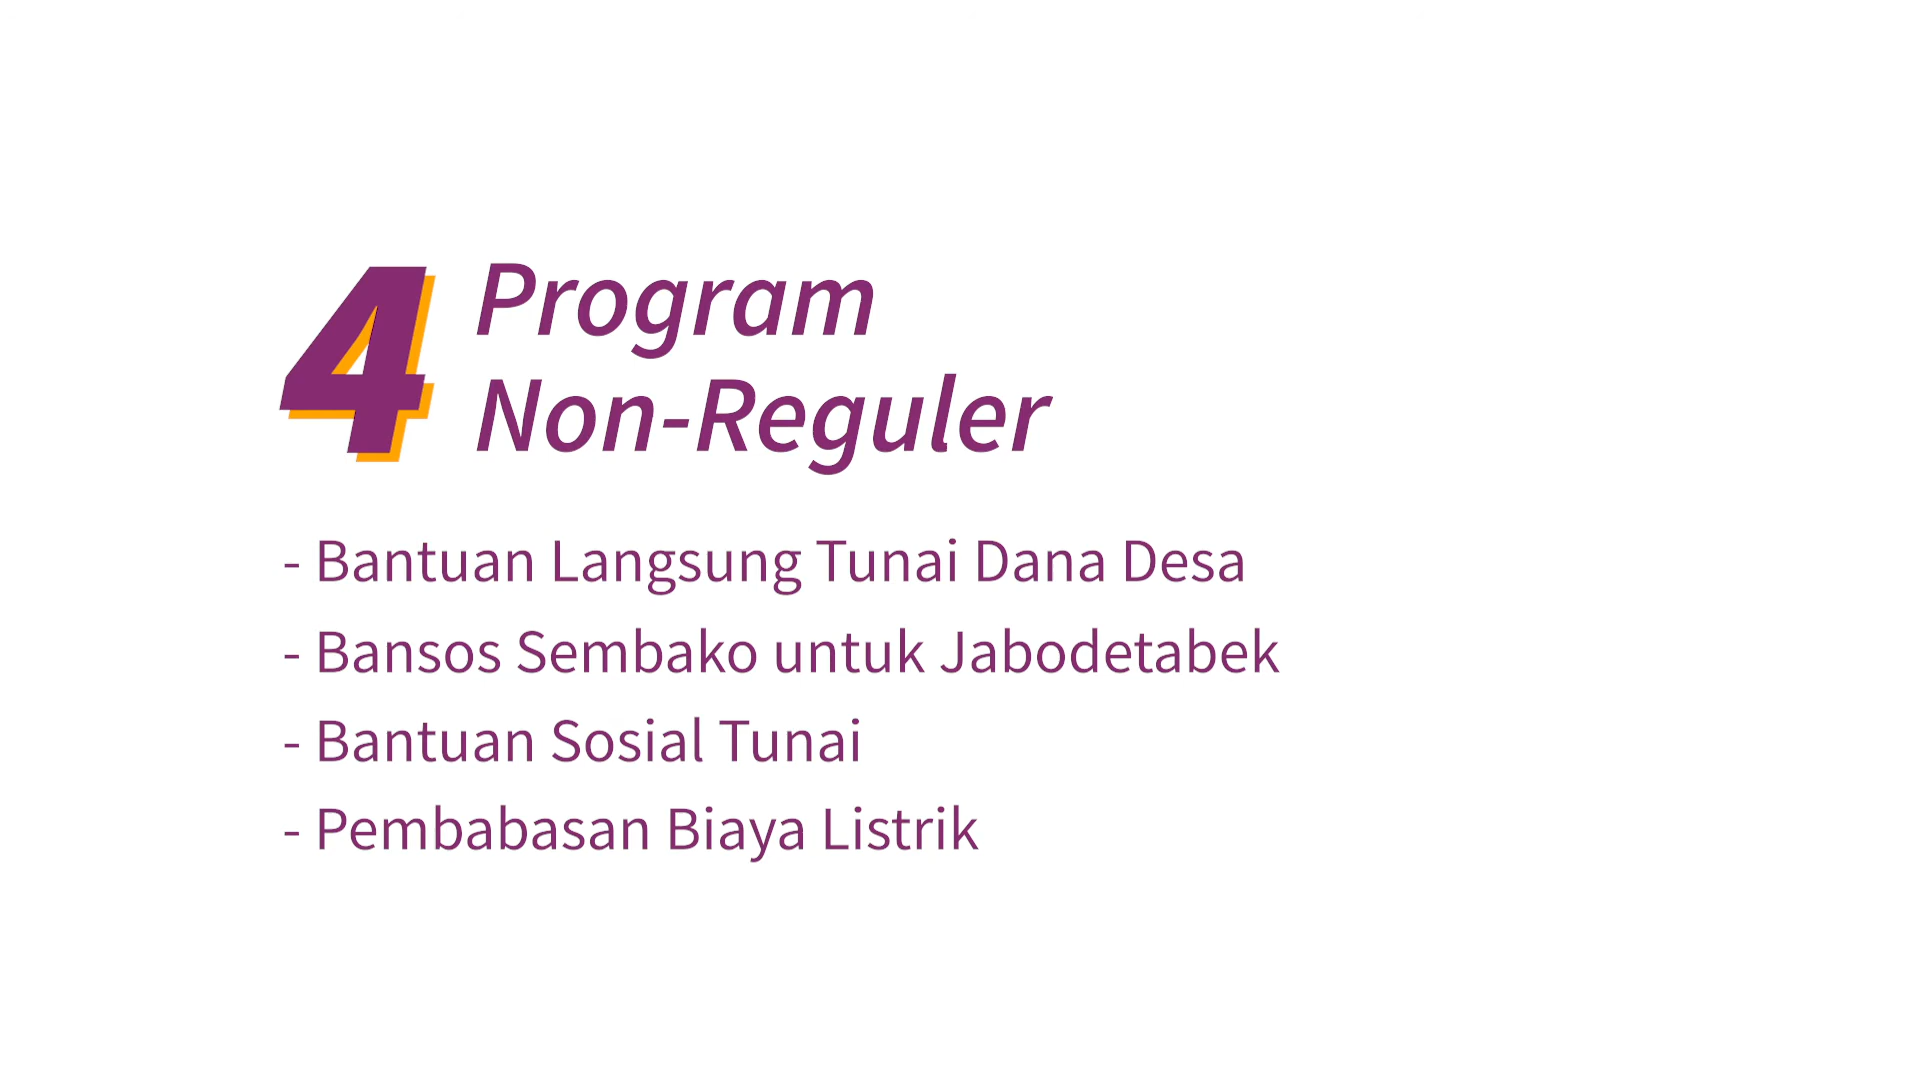 4 Program
Non-Reguler
- Bantuan Langsung Tunai Dana Desa
- Bansos Sembako untuk Jabodetabek
- Bantuan Sosial Tunai
- Pembabasan Biaya Listrik